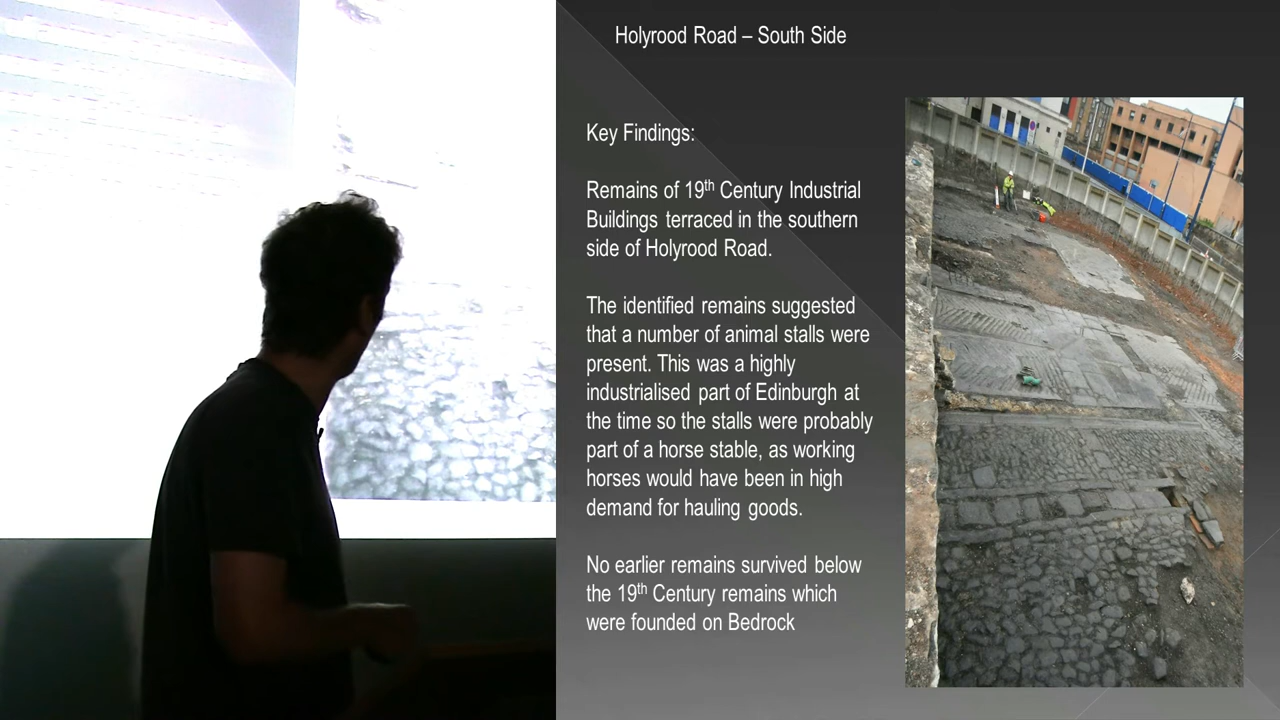 Holyrood Road – South Side
Key Findings:
Remains of 19th Century Industrial
Buildings terraced in the southern
side of Holyrood Road.
The identified remains suggested
that a number of animal stalls were
present. This was a highly
industrialised part of Edinburgh at
the time so the stalls were probably
part of a horse stable, as working
horses would have been in high
demand for hauling goods.
No earlier remains survived below
the 19th Century remains which
were founded on Bedrock